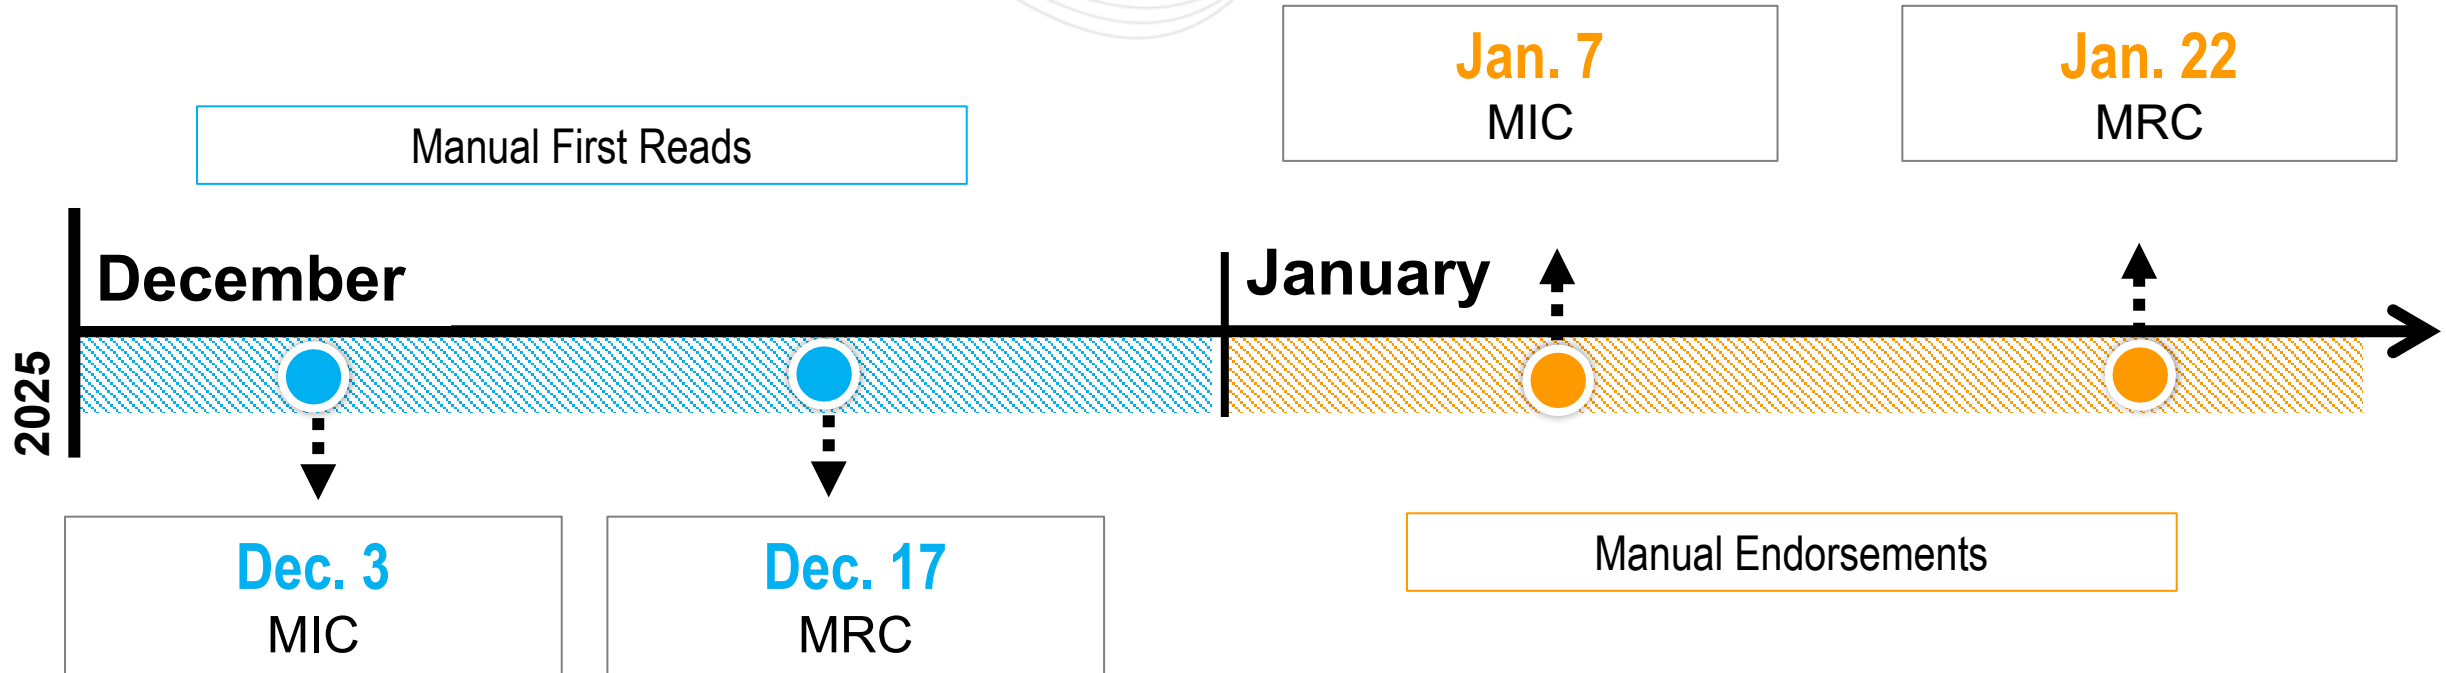 Jan. 7
MIC
Jan. 22
MRC
Manual First Reads
December
January
2025
Dec. 3
MIC
Dec. 17
MRC
Manual Endorsements